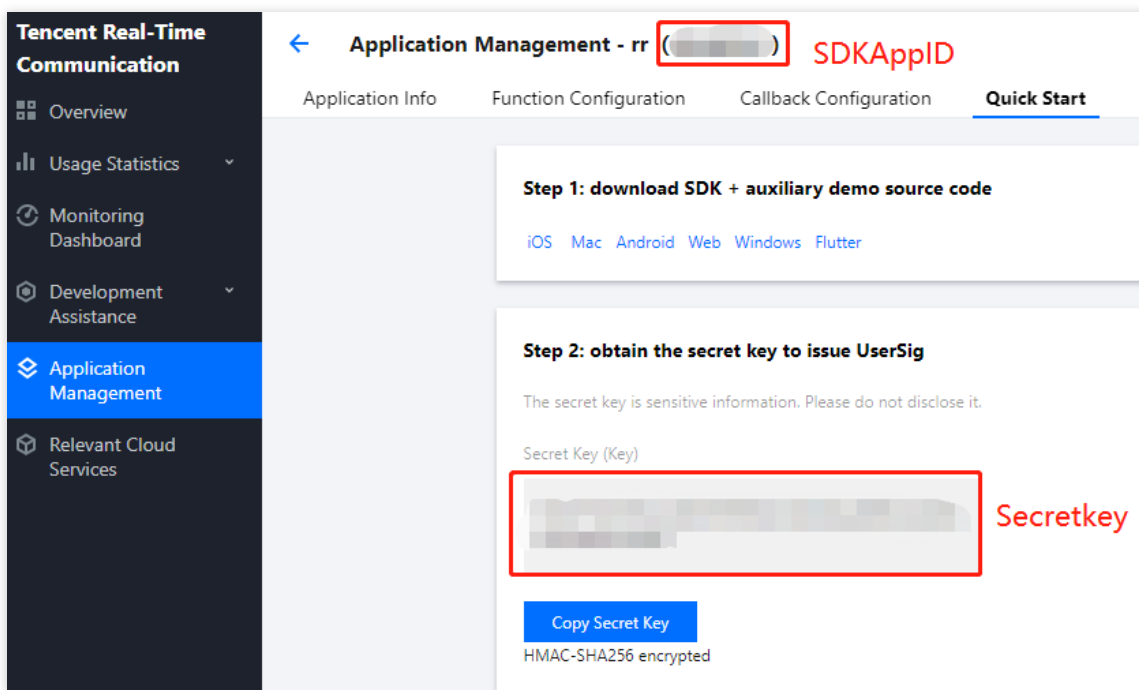 Tencent Real-Time
Communication
Overview
Usage Statistics
Monitoring
Dashboard
Development
Assistance
Application
Management
Relevant Cloud
Services
Application Management - rr ( )
SDKAppID
Application Info
Function Configuration
Callback Configuration
Quick Start
Step 1: download SDK + auxiliary demo source code
iOS Mac Android Web Windows Flutter
Step 2: obtain the secret key to issue UserSig
The secret key is sensitive information. Please do not disclose it.
Secret Key (Key)
Secretkey
Copy Secret Key
HMAC-SHA256 encrypted